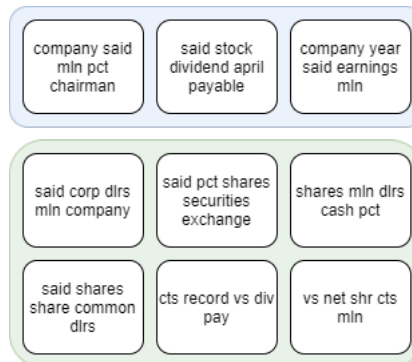 company said
mln pct
chairman
said stock
dividend april
payable
company year
said earnings
mln
said corp dlrs
mln company
said pct shares
securities
exchange
shares mln dlrs
cash pct
said shares
share common
dlrs
cts record vs div
pay
vs net shr cts
mln